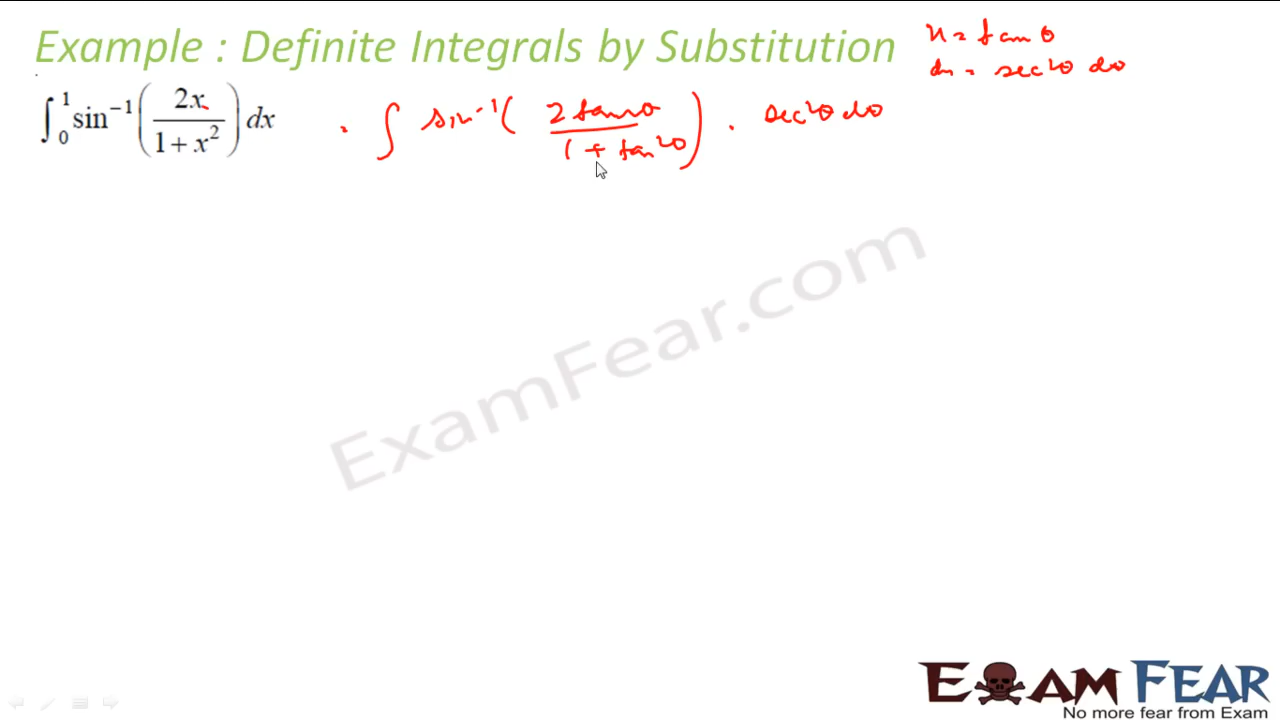 Example : Definite Integrals by Substitution
x = tan θ
dx = sec²θ dθ
∫₀¹ sin⁻¹(2x / (1 + x²)) dx = ∫ sin⁻¹(2 tan θ / (1 + tan²θ)) . sec²θ dθ
ExamFear.com
EXAM FEAR
No more fear from Exam